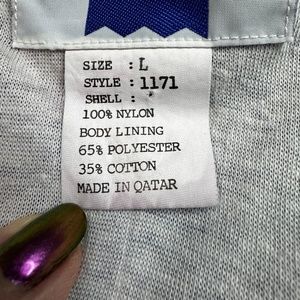 SIZE : L
STYLE : 1171
SHELL :
100% NYLON
BODY LINING
65% POLYESTER
35% COTTON
MADE IN QATAR